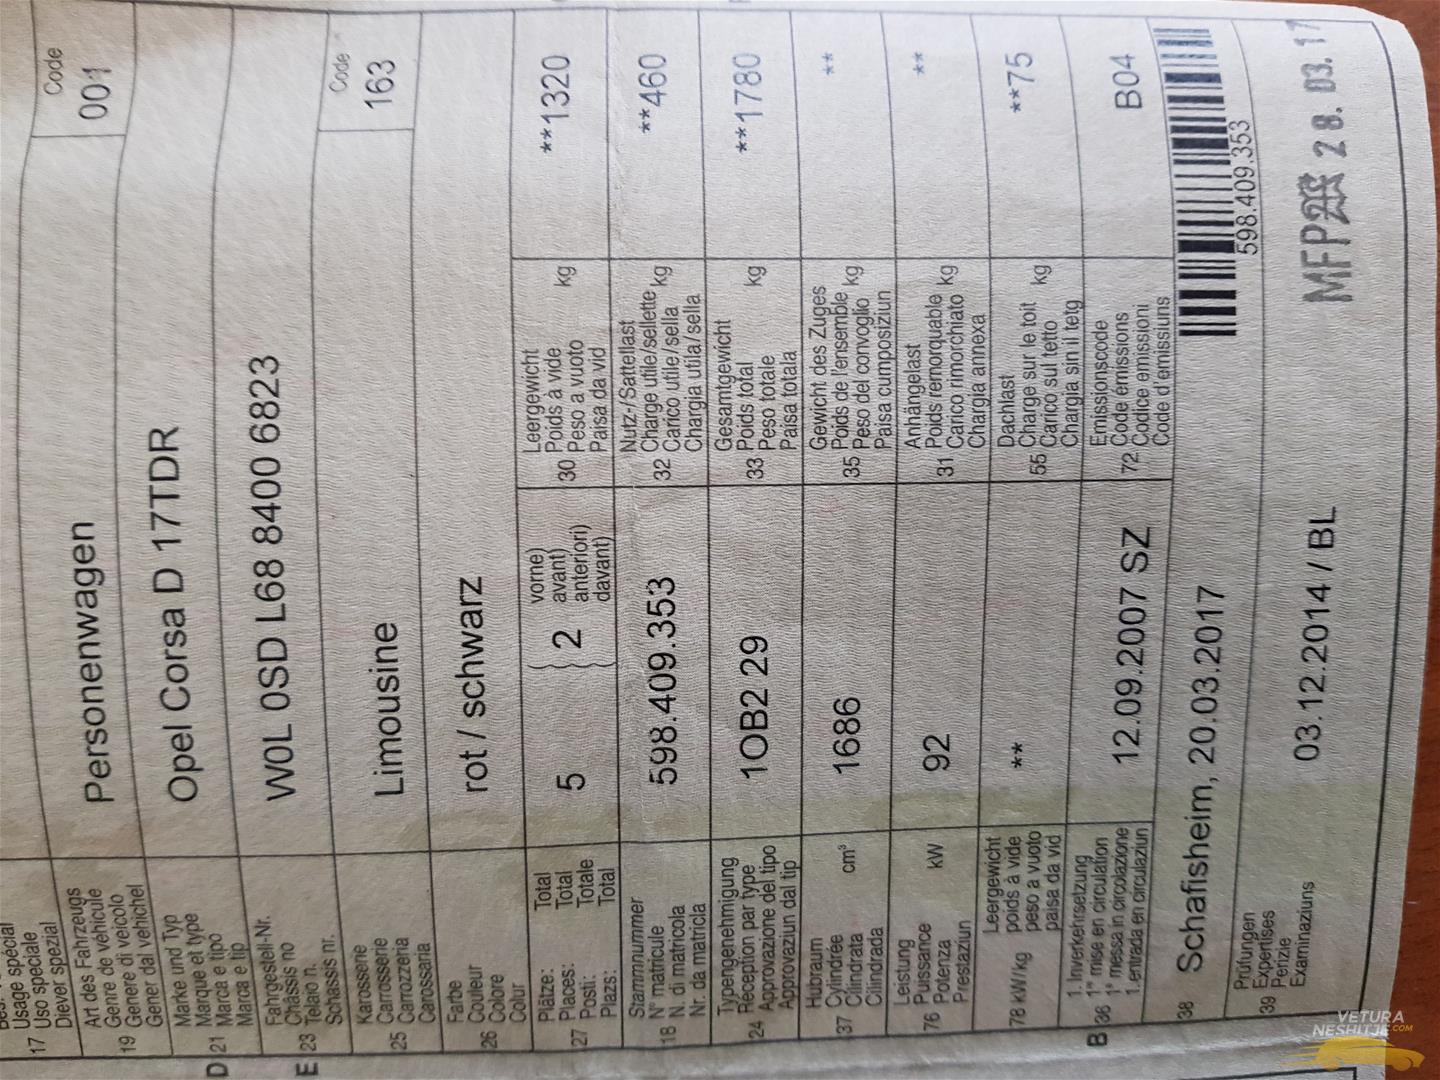 Usage spécial
17 Uso speciale
Diever spezial
Code
Art des Fahrzeugs
Genre de véhicule
19 Genere di veicolo
Gener dal vehichel
Personenwagen
001
Marke und Typ
Marque et type
D 21 Marca e tipo
Marca e tip
Opel Corsa D 17TDR
Fahrgestell-Nr.
Châssis no
E 23 Telaio n.
Schassis nr.
W0L 0SD L68 8400 6823
Code
Karosserie
Carrosserie
25 Carrozzeria
Carossaria
Limousine
163
Farbe
Couleur
26 Colore
Colur
rot / schwarz
Plätze: Total
Places: Total
27 Posti: Totale
Plazs: Total
5
2
vorne)
avant)
anteriori)
davant)
Leergewicht
30 Poids à vide
Peso a vuoto kg
Paisa da vid
**1320
Stammnummer
N° matricule
18 N. di matricola
Nr. da matricla
598.409.353
Nutz-/Sattellast
Charge utile/sellette
32 Carico utile/sella kg
Chargia utila/sella
**460
Typengenehmigung
Réception par type
24 Approvazione del tipo
Approvaziun dal tip
1OB2 29
Gesamtgewicht
33 Poids total
Peso totale kg
Paisa totala
**1780
Hubraum
37 Cylindrée cm³
Cilindrata
Cilindrada
1686
Gewicht des Zuges
35 Poids de l'ensemble
Peso del convoglio kg
Paisa cumposiziun
**
Leistung
76 Puissance kW
Potenza
Prestaziun
92
Anhängelast
Poids remorquable
31 Carico rimorchiato kg
Chargia annexa
**
78 kW/kg
Leergewicht
poids à vide
peso a vuoto
paisa da vid
**
Dachlast
Charge sur le toit
55 Carico sul tetto kg
Chargia sin il tetg
**75
1. Inverkehrsetzung
B 36 1re mise en circulation
1a messa in circolazione
1. entrada en circulaziun
12.09.2007 SZ
Emissionscode
Code émissions
72 Codice emissioni
Code d'emissiuns
B04
38 Schafisheim, 20.03.2017
598.409.353
Prüfungen
39 Expertises
Perizie
Examinaziuns
03.12.2014 / BL
MFP 28. 03. 17
VETURA
NESHITJE.COM